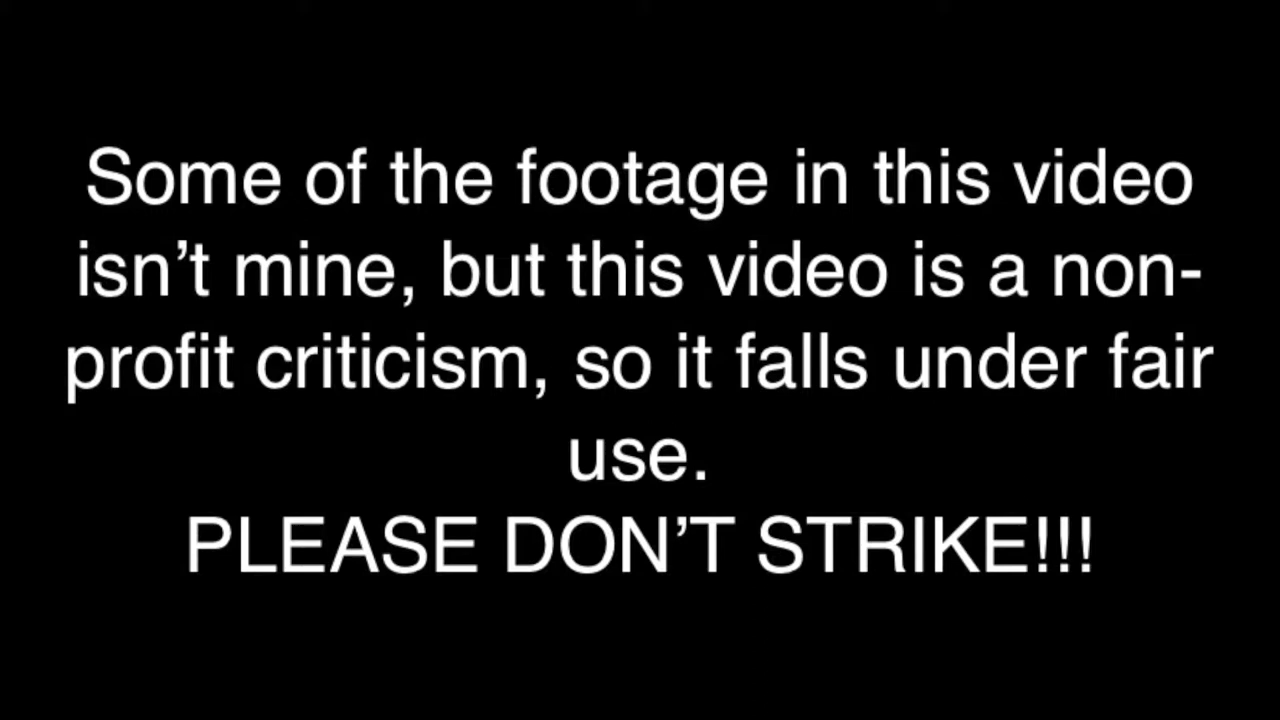 Some of the footage in this video
isn’t mine, but this video is a non-
profit criticism, so it falls under fair
use.
PLEASE DON’T STRIKE!!!